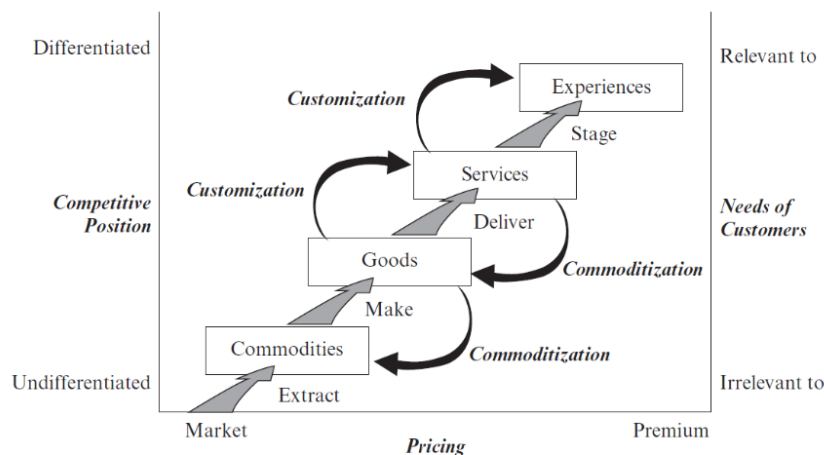 Differentiated
Relevant to
Experiences
Customization
Stage
Services
Customization
Competitive
Position
Needs of
Customers
Deliver
Goods
Commoditization
Make
Commodities
Commoditization
Undifferentiated
Irrelevant to
Extract
Market
Premium
Pricing